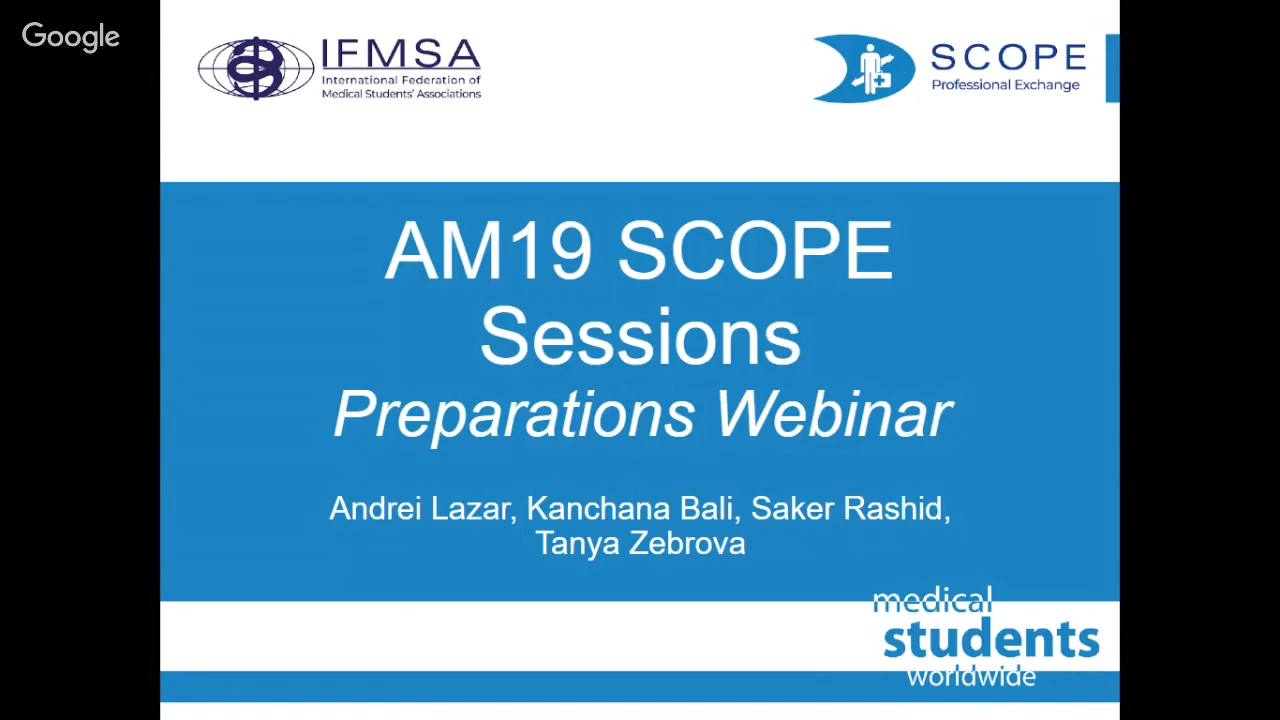 Google
IFMSA
International Federation of
Medical Students' Associations
SCOPE
Professional Exchange
AM19 SCOPE
Sessions
Preparations Webinar
Andrei Lazar, Kanchana Bali, Saker Rashid,
Tanya Zebrova
medical
students
worldwide